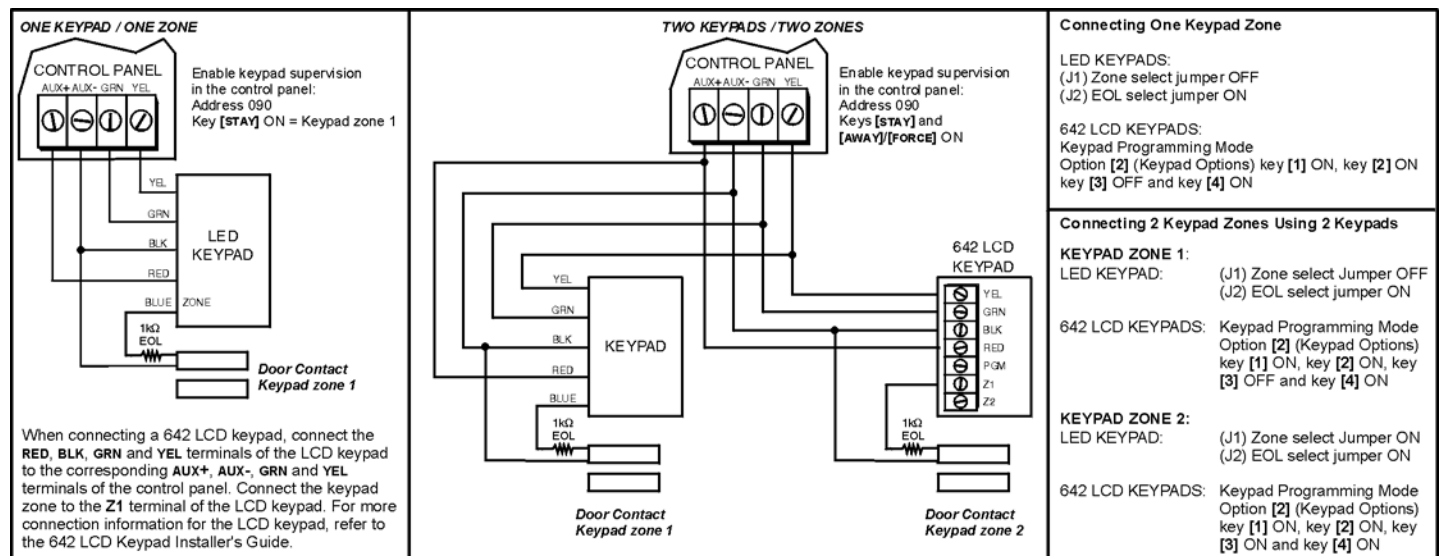 ONE KEYPAD / ONE ZONE
CONTROL PANEL
AUX+ AUX- GRN YEL
Enable keypad supervision
in the control panel:
Address 090
Key [STAY] ON = Keypad zone 1
YEL
GRN
BLK
RED
BLUE
ZONE
LED
KEYPAD
1kΩ
EOL
Door Contact
Keypad zone 1
When connecting a 642 LCD keypad, connect the
RED, BLK, GRN and YEL terminals of the LCD keypad
to the corresponding AUX+, AUX-, GRN and YEL
terminals of the control panel. Connect the keypad
zone to the Z1 terminal of the LCD keypad. For more
connection information for the LCD keypad, refer to
the 642 LCD Keypad Installer's Guide.
TWO KEYPADS / TWO ZONES
CONTROL PANEL
AUX+ AUX- GRN YEL
Enable keypad supervision
in the control panel:
Address 090
Keys [STAY] and
[AWAY]/[FORCE] ON
YEL
GRN
BLK
RED
BLUE
KEYPAD
1kΩ
EOL
Door Contact
Keypad zone 1
642 LCD
KEYPAD
YEL
GRN
BLK
RED
PGM
Z1
Z2
1kΩ
EOL
Door Contact
Keypad zone 2
Connecting One Keypad Zone
LED KEYPADS:
(J1) Zone select jumper OFF
(J2) EOL select jumper ON
642 LCD KEYPADS:
Keypad Programming Mode
Option [2] (Keypad Options) key [1] ON, key [2] ON
key [3] OFF and key [4] ON
Connecting 2 Keypad Zones Using 2 Keypads
KEYPAD ZONE 1:
LED KEYPAD: (J1) Zone select Jumper OFF
(J2) EOL select jumper ON
642 LCD KEYPADS: Keypad Programming Mode
Option [2] (Keypad Options)
key [1] ON, key [2] ON, key
[3] OFF and key [4] ON
KEYPAD ZONE 2:
LED KEYPAD: (J1) Zone select Jumper ON
(J2) EOL select jumper ON
642 LCD KEYPADS: Keypad Programming Mode
Option [2] (Keypad Options)
key [1] ON, key [2] ON, key
[3] ON and key [4] ON